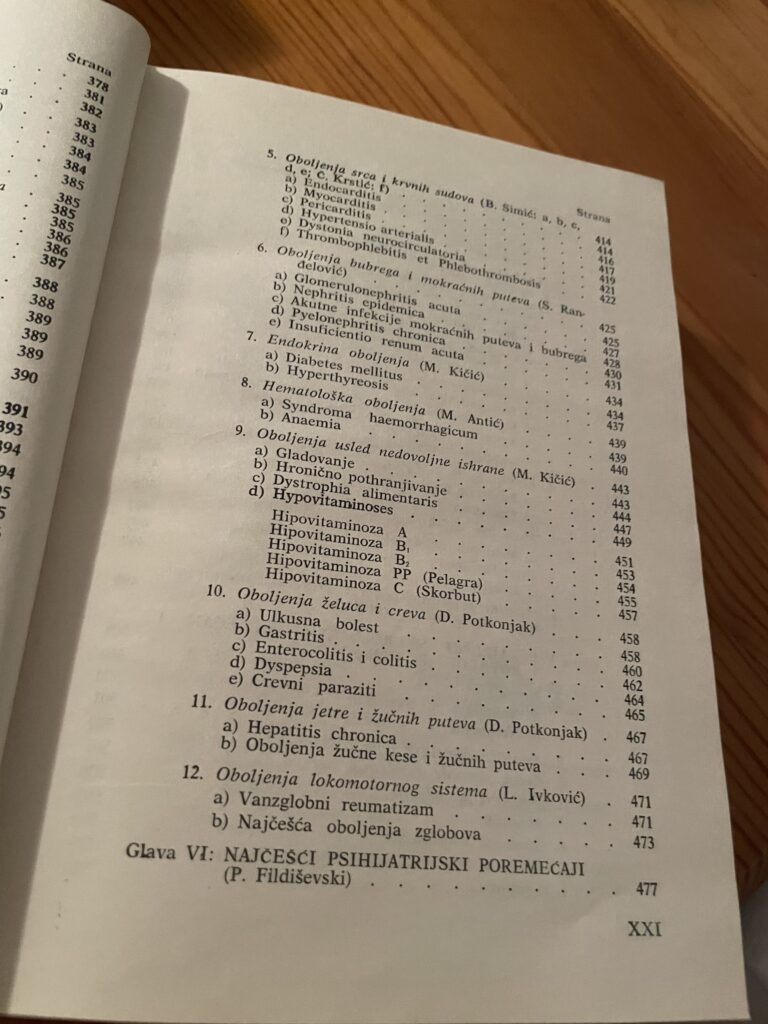 Strana
378
381
382
383
383
384
384
385
385
385
385
386
386
387
388
388
389
389
389
390
391
393
394
Strana
5. Oboljenja srca i krvnih sudova (B. Simić: a, b, c,
d, e; C. Krstić: f) . . . . . . . . . 414
a) Endocarditis . . . . . . . . . 414
b) Myocarditis . . . . . . . . . 416
c) Pericarditis . . . . . . . . . 417
d) Hypertensio arterialis . . . . . . . 419
e) Dystonia neurocirculatoria . . . . . . 421
f) Thrombophlebitis et Phlebothrombosis . . . 422
6. Oboljenja bubrega i mokraćnih puteva (S. Ran-
đelović) . . . . . . . . . 425
a) Glomerulonephritis acuta . . . . . . 425
b) Nephritis epidemica . . . . . . . 427
c) Akutne infekcije mokraćnih puteva i bubrega 428
d) Pyelonephritis chronica . . . . . . 430
e) Insuficientio renum acuta . . . . . . 431
7. Endokrina oboljenja (M. Kičić) . . . . . 434
a) Diabetes mellitus . . . . . . . 434
b) Hyperthyreosis . . . . . . . . 437
8. Hematološka oboljenja (M. Antić) . . . . 439
a) Syndroma haemorrhagicum . . . . . 439
b) Anaemia . . . . . . . . . 440
9. Oboljenja usled nedovoljne ishrane (M. Kičić) . 443
a) Gladovanje . . . . . . . . . 443
b) Hronično pothranjivanje . . . . . . 444
c) Dystrophia alimentaris . . . . . . 447
d) Hypovitaminoses . . . . . . . 449
Hipovitaminoza A . . . . . . . 451
Hipovitaminoza B₁ . . . . . . . 453
Hipovitaminoza B₂ . . . . . . . 454
Hipovitaminoza PP (Pelagra) . . . . . 455
Hipovitaminoza C (Skorbut) . . . . . 457
10. Oboljenja želuca i creva (D. Potkonjak) . . . 458
a) Ulkusna bolest . . . . . . . . 458
b) Gastritis . . . . . . . . . 460
c) Enterocolitis i colitis . . . . . . . 462
d) Dyspepsia . . . . . . . . . 464
e) Crevni paraziti . . . . . . . . 465
11. Oboljenja jetre i žučnih puteva (D. Potkonjak) . 467
a) Hepatitis chronica . . . . . . . 467
b) Oboljenja žučne kese i žučnih puteva . . . 469
12. Oboljenja lokomotornog sistema (L. Ivković) . 471
a) Vanzglobni reumatizam . . . . . . 471
b) Najčešća oboljenja zglobova . . . . . 473
Glava VI: NAJČEŠĆI PSIHIJATRIJSKI POREMEĆAJI
(P. Fildiševski) . . . . . . . . . 477
XXI